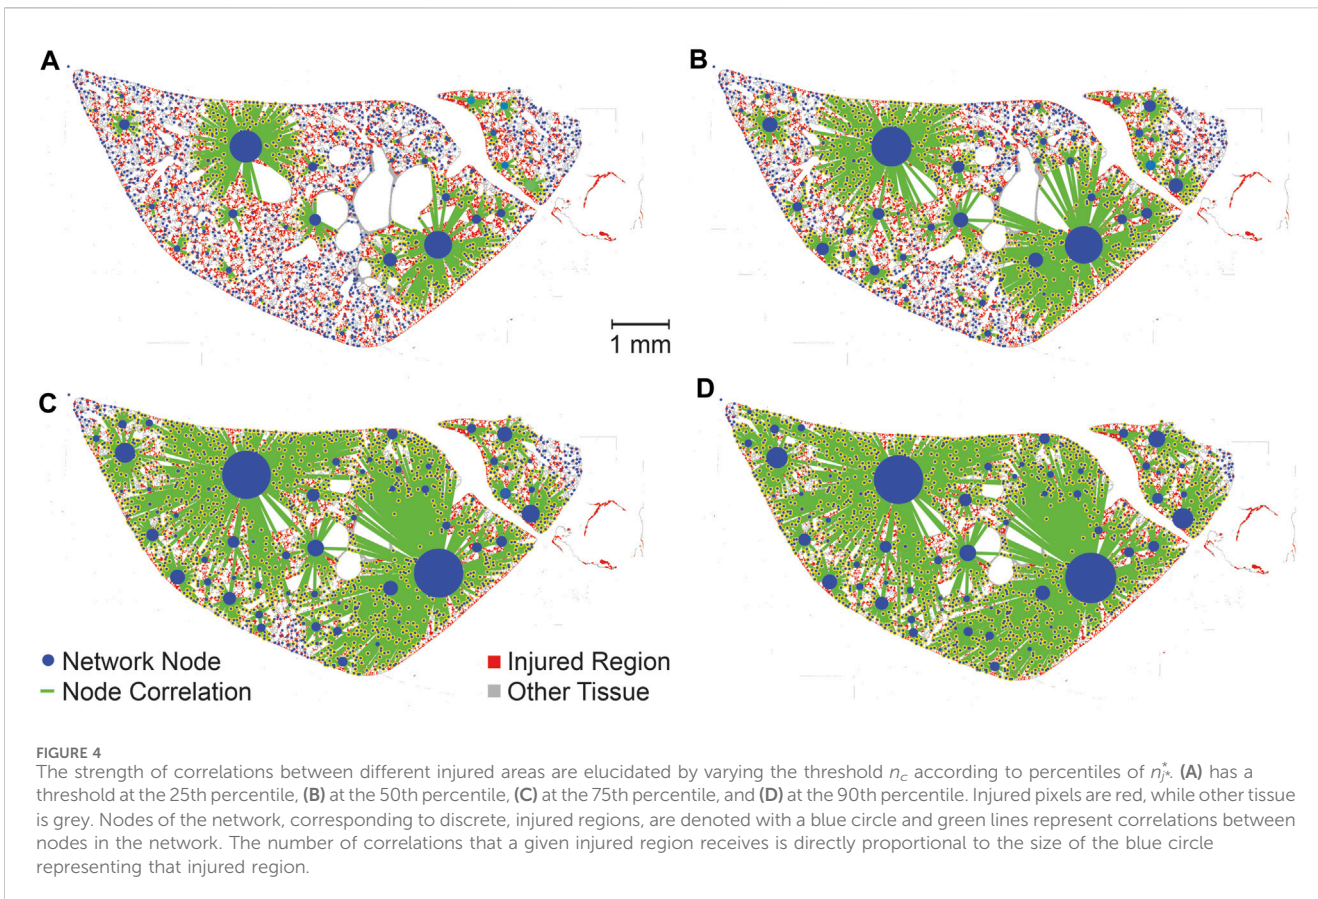 A
B
1 mm
C
D
Network Node
Node Correlation
Injured Region
Other Tissue
FIGURE 4
The strength of correlations between different injured areas are elucidated by varying the threshold n_c according to percentiles of n*_j*. (A) has a
threshold at the 25th percentile, (B) at the 50th percentile, (C) at the 75th percentile, and (D) at the 90th percentile. Injured pixels are red, while other tissue
is grey. Nodes of the network, corresponding to discrete, injured regions, are denoted with a blue circle and green lines represent correlations between
nodes in the network. The number of correlations that a given injured region receives is directly proportional to the size of the blue circle
representing that injured region.